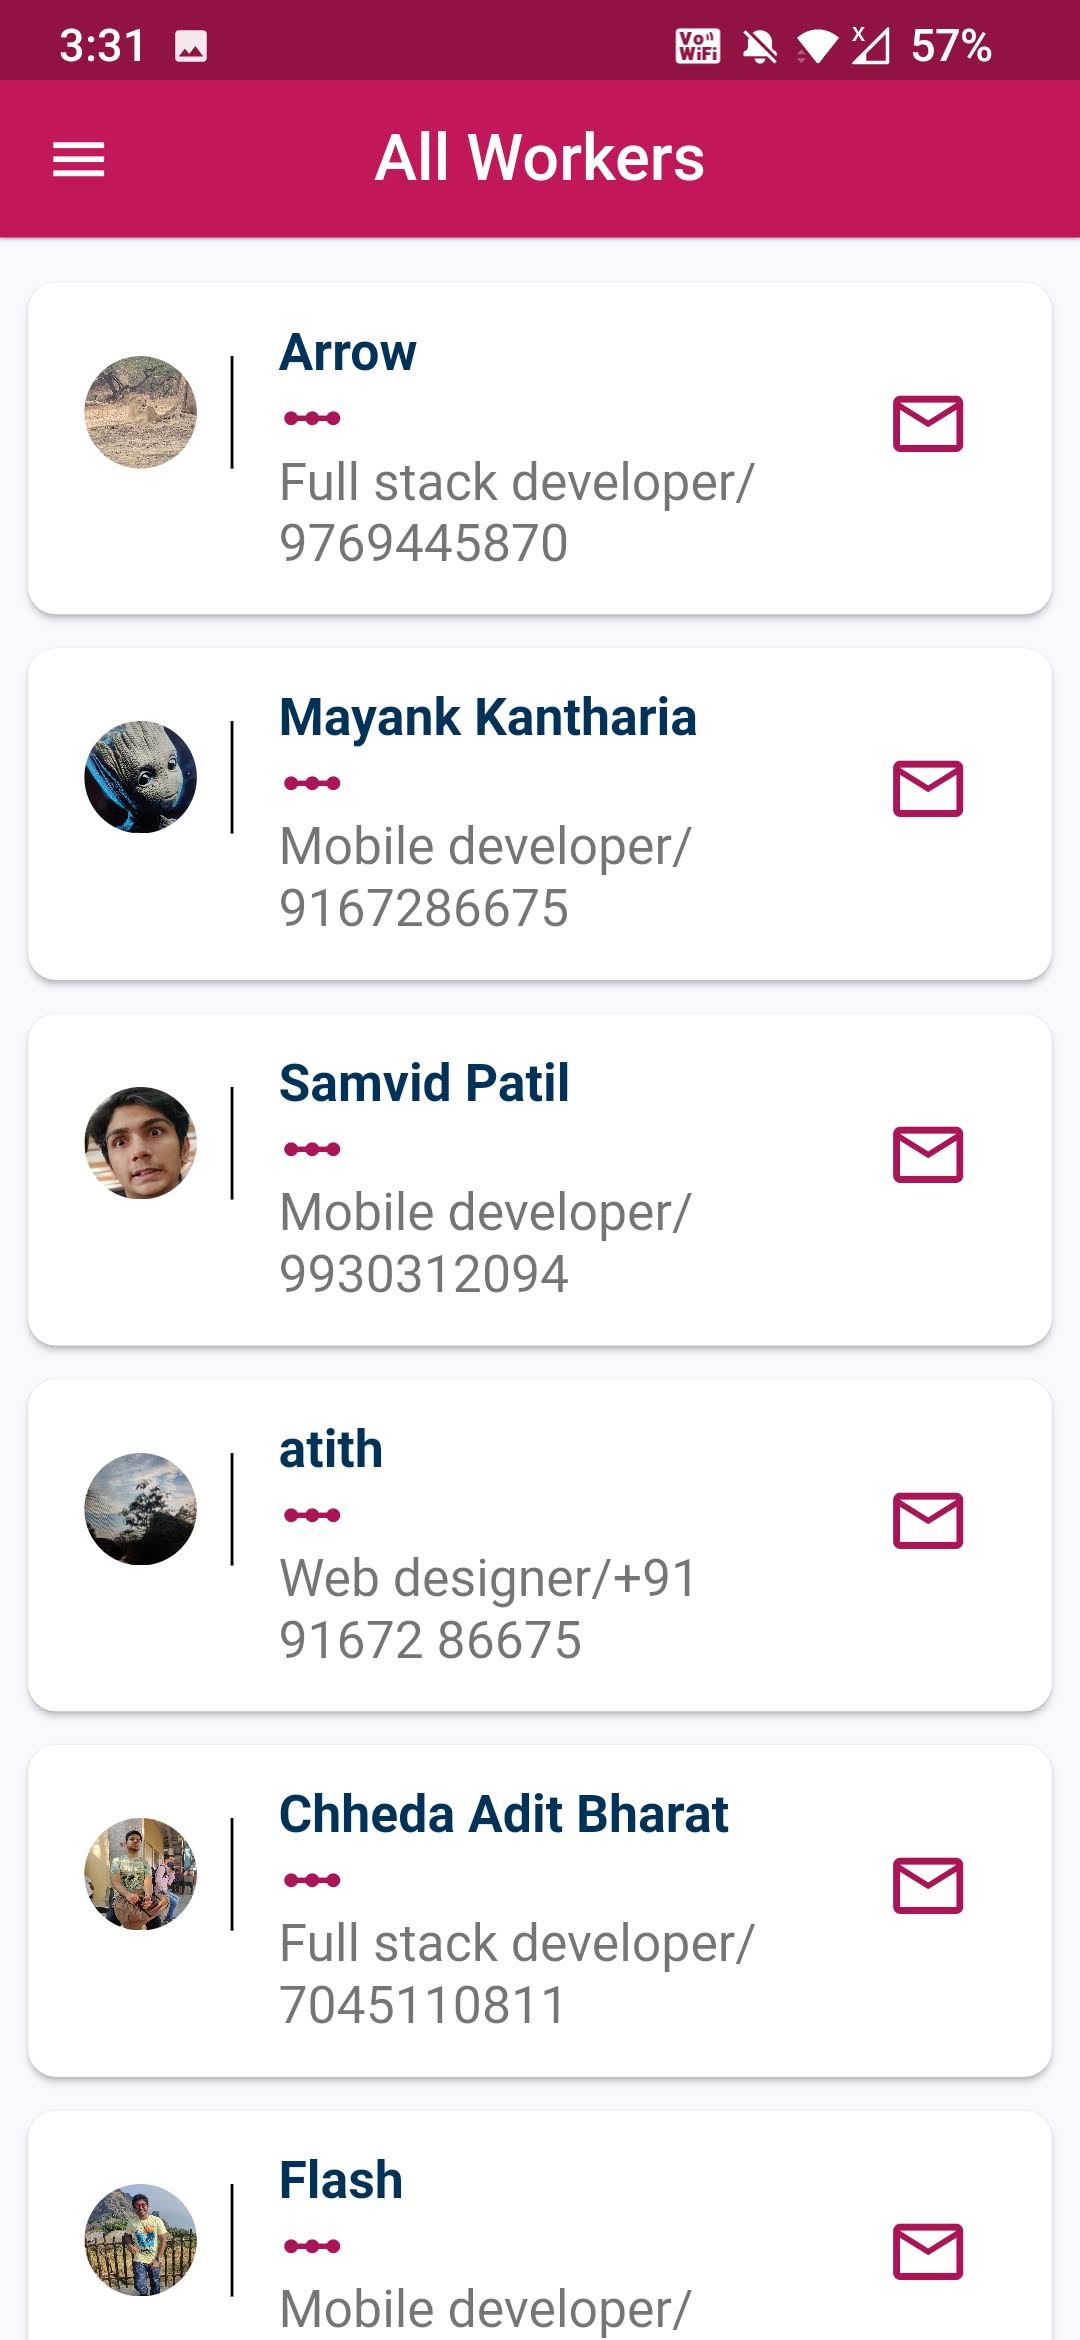 3:31
Vo)) WiFi
X
57%
All Workers
Arrow
Full stack developer/
9769445870
Mayank Kantharia
Mobile developer/
9167286675
Samvid Patil
Mobile developer/
9930312094
atith
Web designer/+91
91672 86675
Chheda Adit Bharat
Full stack developer/
7045110811
Flash
Mobile developer/